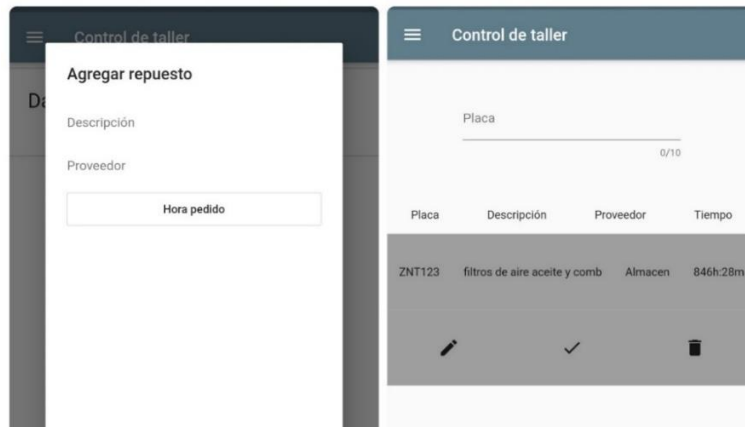 Control de taller
Agregar repuesto
Descripción
Proveedor
Hora pedido
Control de taller
Placa
0/10
Placa Descripción Proveedor Tiempo
ZNT123 filtros de aire aceite y comb Almacen 846h:28m